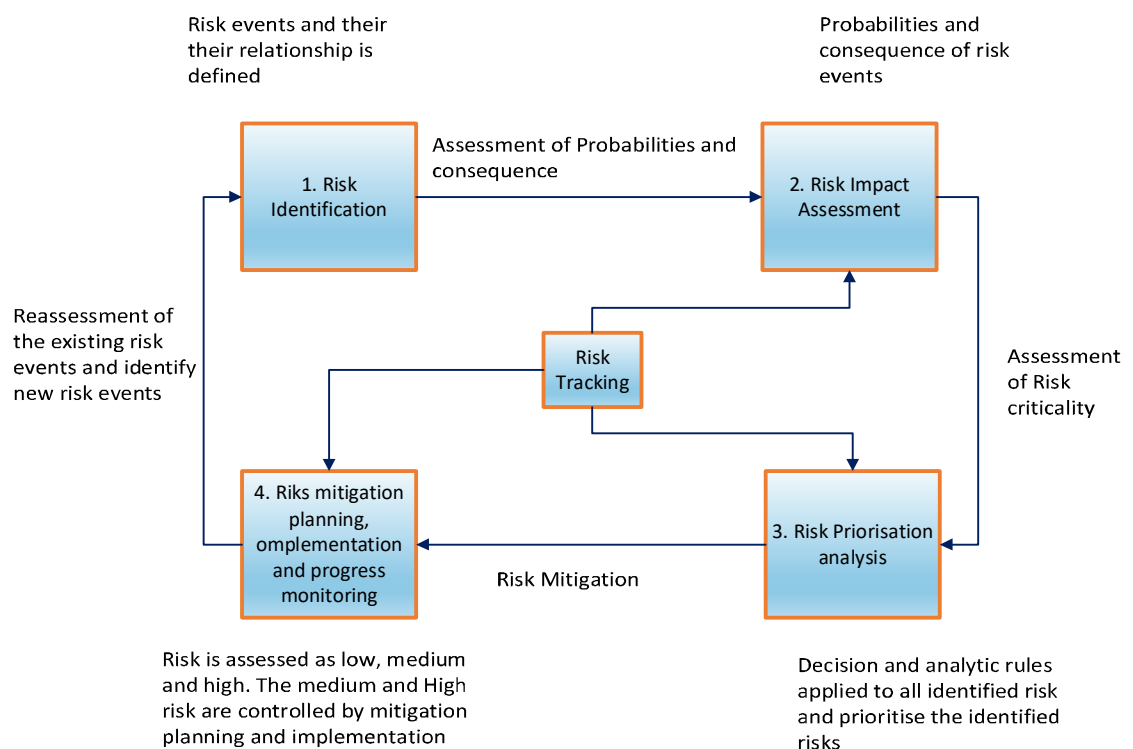 Risk events and their
their relationship is
defined
Probabilities and
consequence of risk
events
1. Risk
Identification
Assessment of Probabilities and
consequence
2. Risk Impact
Assessment
Reassessment of
the existing risk
events and identify
new risk events
Risk
Tracking
Assessment
of Risk
criticality
4. Riks mitigation
planning,
omplementation
and progress
monitoring
Risk Mitigation
3. Risk Priorisation
analysis
Risk is assessed as low, medium
and high. The medium and High
risk are controlled by mitigation
planning and implementation
Decision and analytic rules
applied to all identified risk
and prioritise the identified
risks